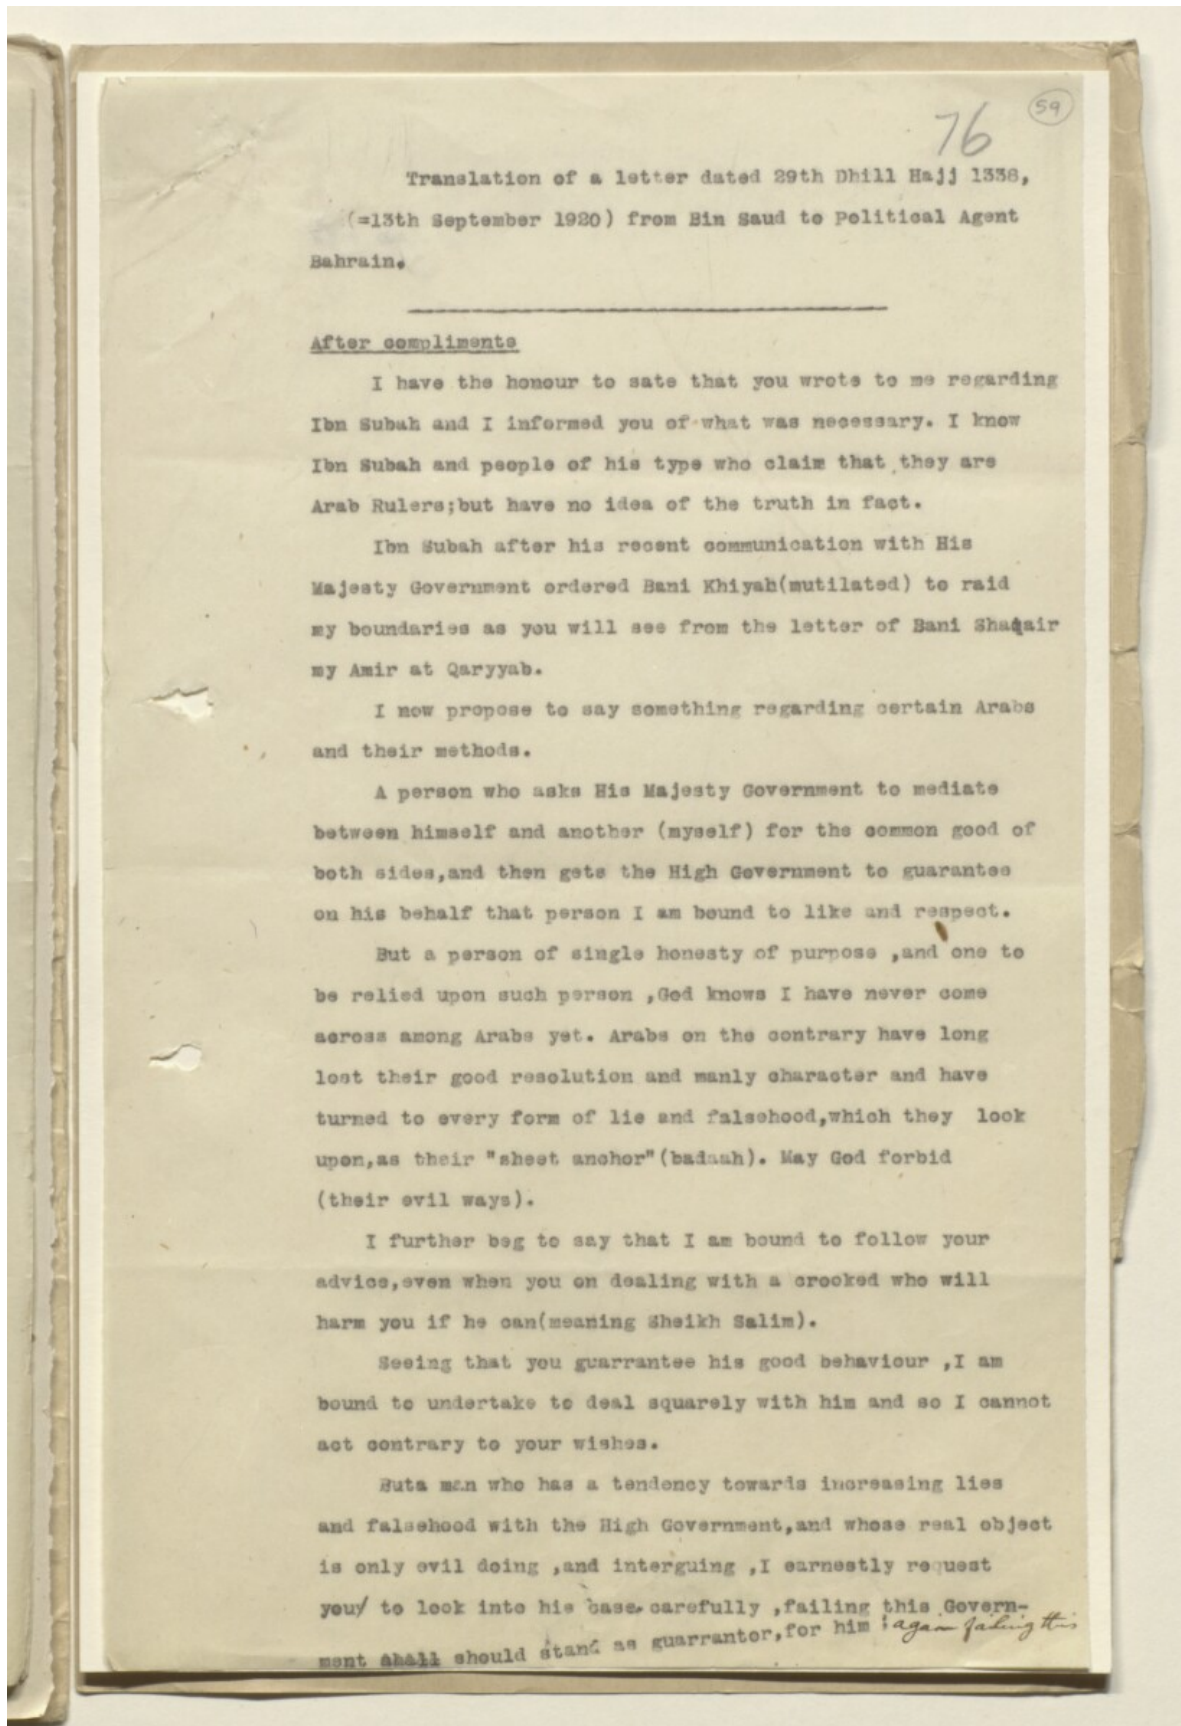 59
76
Translation of a letter dated 29th Dhill Hajj 1338,
(=13th September 1920) from Bin Saud to Political Agent
Bahrain.
After compliments
I have the honour to sate that you wrote to me regarding
Ibn Subah and I informed you of what was necessary. I know
Ibn Subah and people of his type who claim that they are
Arab Rulers;but have no idea of the truth in fact.
Ibn Subah after his recent communication with His
Majesty Government ordered Bani Khiyah(mutilated) to raid
my boundaries as you will see from the letter of Bani Shaqair
my Amir at Qaryyab.
I now propose to say something regarding certain Arabs
and their methods.
A person who asks His Majesty Government to mediate
between himself and another (myself) for the common good of
both sides,and then gets the High Government to guarantee
on his behalf that person I am bound to like and respect.
But a person of single honesty of purpose ,and one to
be relied upon such person ,God knows I have never come
across among Arabs yet. Arabs on the contrary have long
lost their good resolution and manly character and have
turned to every form of lie and falsehood,which they look
upon,as their "sheet anchor"(badaah). May God forbid
(their evil ways).
I further beg to say that I am bound to follow your
advice,even when you on dealing with a crooked who will
harm you if he can(meaning Sheikh Salim).
Seeing that you guarrantee his good behaviour ,I am
bound to undertake to deal squarely with him and so I cannot
act contrary to your wishes.
Buta man who has a tendency towards increasing lies
and falsehood with the High Government,and whose real object
is only evil doing ,and interguing ,I earnestly request
you/ to look into his case carefully ,failing this Govern-
ment shall should stand as guarrantor,for him ; again failing this